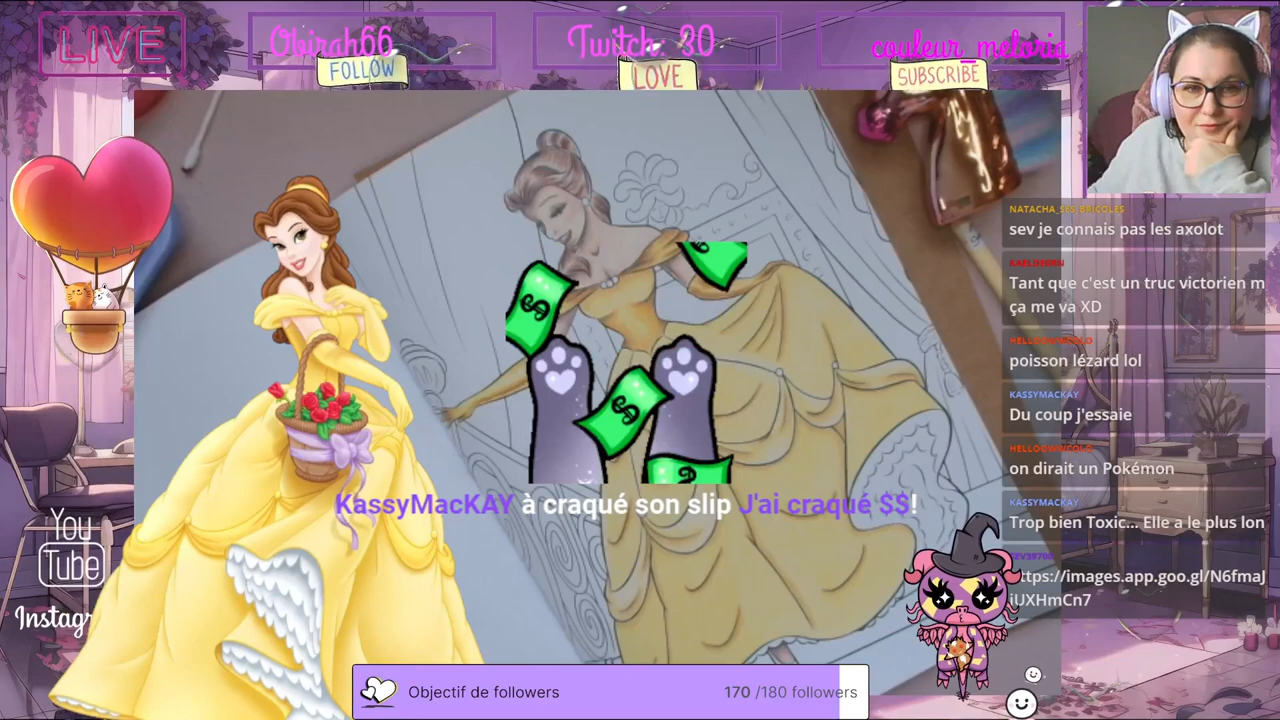 LIVE
Obirah66
FOLLOW
Twitch: 30
LOVE
couleur_meloria
SUBSCRIBE
NATACHA_SES_BRICOLES
sev je connais pas les axolot
Tant que c'est un truc victorien m
ça me va XD
poisson lézard lol
KASSYMACKAY
Du coup j'essaie
on dirait un Pokémon
KASSYMACKAY
Trop bien Toxic... Elle a le plus lon
ttps://images.app.goo.gl/N6fmaJ
iUXHmCn7
KassyMacKAY à craqué son slip J'ai craqué $$!
You
Tube
Instag
Objectif de followers
170 /180 followers